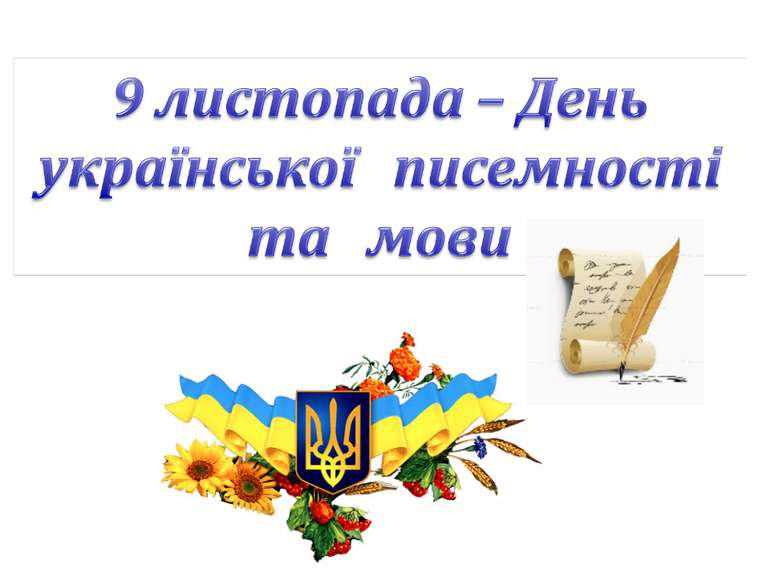 9 листопада – День
української писемності
та мови